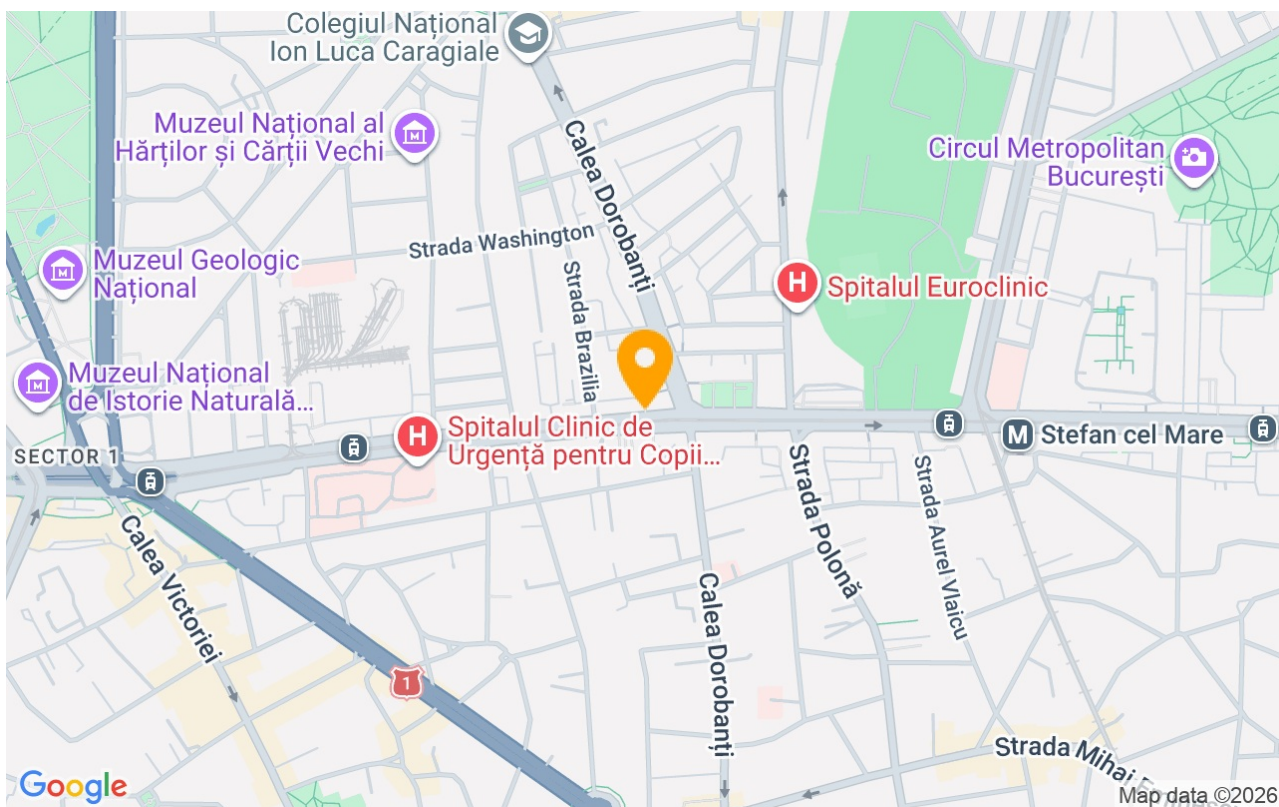 Colegiul Național
Ion Luca Caragiale
Muzeul Național al
Hărților și Cărții Vechi
Calea Dorobanți
Circul Metropolitan
București
Strada Washington
Muzeul Geologic
Național
Strada Brazilia
H
Spitalul Euroclinic
Muzeul Național
de Istorie Naturală...
H
Spitalul Clinic de
Urgență pentru Copii...
M
Stefan cel Mare
SECTOR 1
Strada Polonă
Strada Aurel Vlaicu
Calea Victoriei
Calea Dorobanți
1
Strada Mihai
Google
Map data ©2026